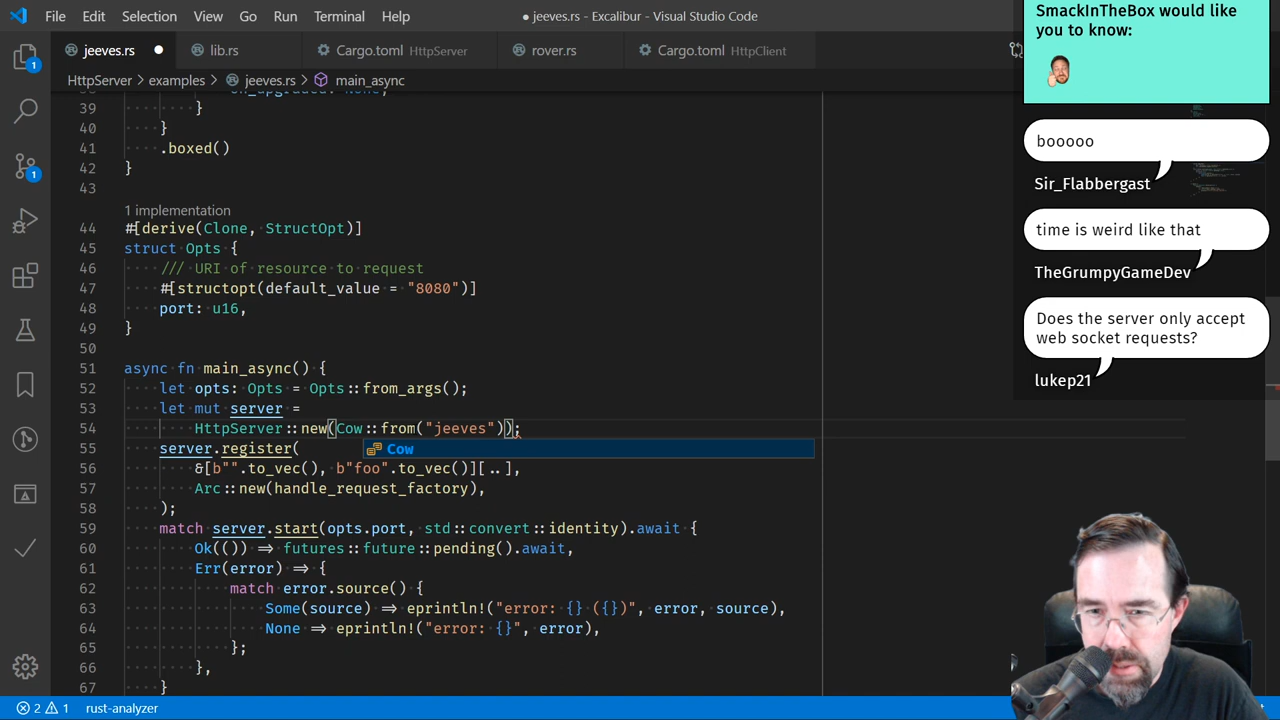 File Edit Selection View Go Run Terminal Help
● jeeves.rs - Excalibur - Visual Studio Code
jeeves.rs ● lib.rs Cargo.toml HttpServer rover.rs Cargo.toml HttpClient
HttpServer > examples > jeeves.rs > main_async
39 }
40 }
41 .boxed()
42 }
43
1 implementation
44 #[derive(Clone, StructOpt)]
45 struct Opts {
46 /// URI of resource to request
47 #[structopt(default_value = "8080")]
48 port: u16,
49 }
50
51 async fn main_async() {
52 let opts: Opts = Opts::from_args();
53 let mut server =
54 HttpServer::new(Cow::from("jeeves"));
Cow
55 server.register(
56 &[b"".to_vec(), b"foo".to_vec()][..],
57 Arc::new(handle_request_factory),
58 );
59 match server.start(opts.port, std::convert::identity).await {
60 Ok(()) => futures::future::pending().await,
61 Err(error) => {
62 match error.source() {
63 Some(source) => eprintln!("error: {} ({})", error, source),
64 None => eprintln!("error: {}", error),
65 };
66 },
67 }
2 1 rust-analyzer
1
1
SmackInTheBox would like
you to know:
booooo
Sir_Flabbergast
time is weird like that
TheGrumpyGameDev
Does the server only accept
web socket requests?
lukep21